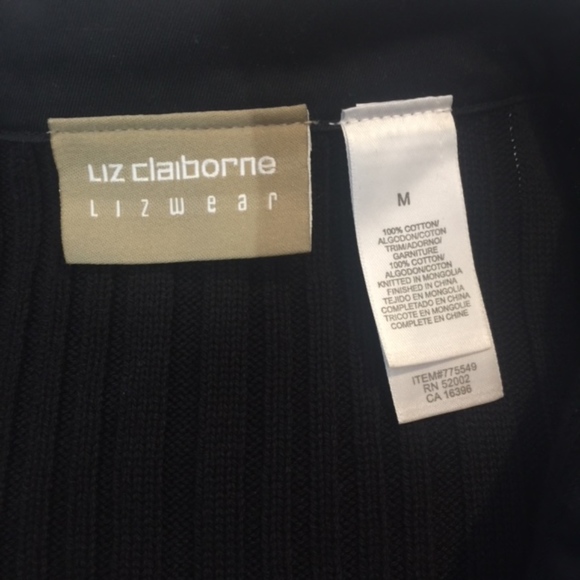 Liz claiborne
LIZwear
M
100% COTTON/
ALGODON/COTON
TRIM/ADORNO/
GARNITURE
100% COTTON/
ALGODON/COTON
KNITTED IN MONGOLIA
FINISHED IN CHINA
TEJIDO EN MONGOLIA
COMPLETADO EN CHINA
TRICOTE EN MONGOLIE
COMPLETE EN CHINE
ITEM#775549
RN 52002
CA 16396